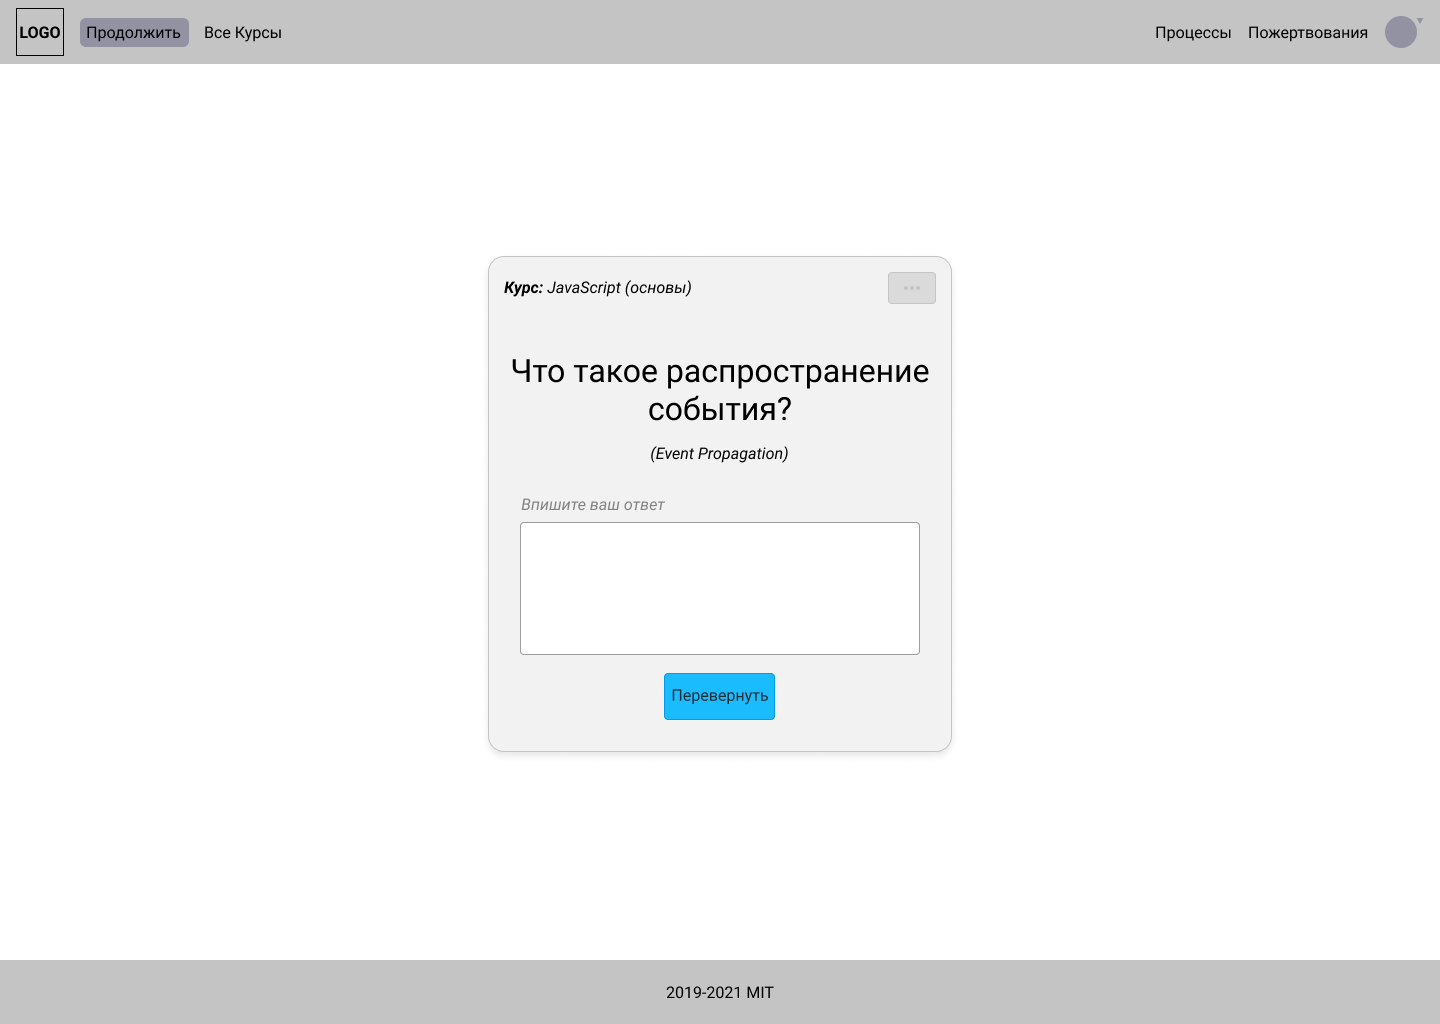 LOGO Продолжить Все Курсы Процессы Пожертвования
Курс: JavaScript (основы)
Что такое распространение
события?
(Event Propagation)
Впишите ваш ответ
Перевернуть
2019-2021 MIT